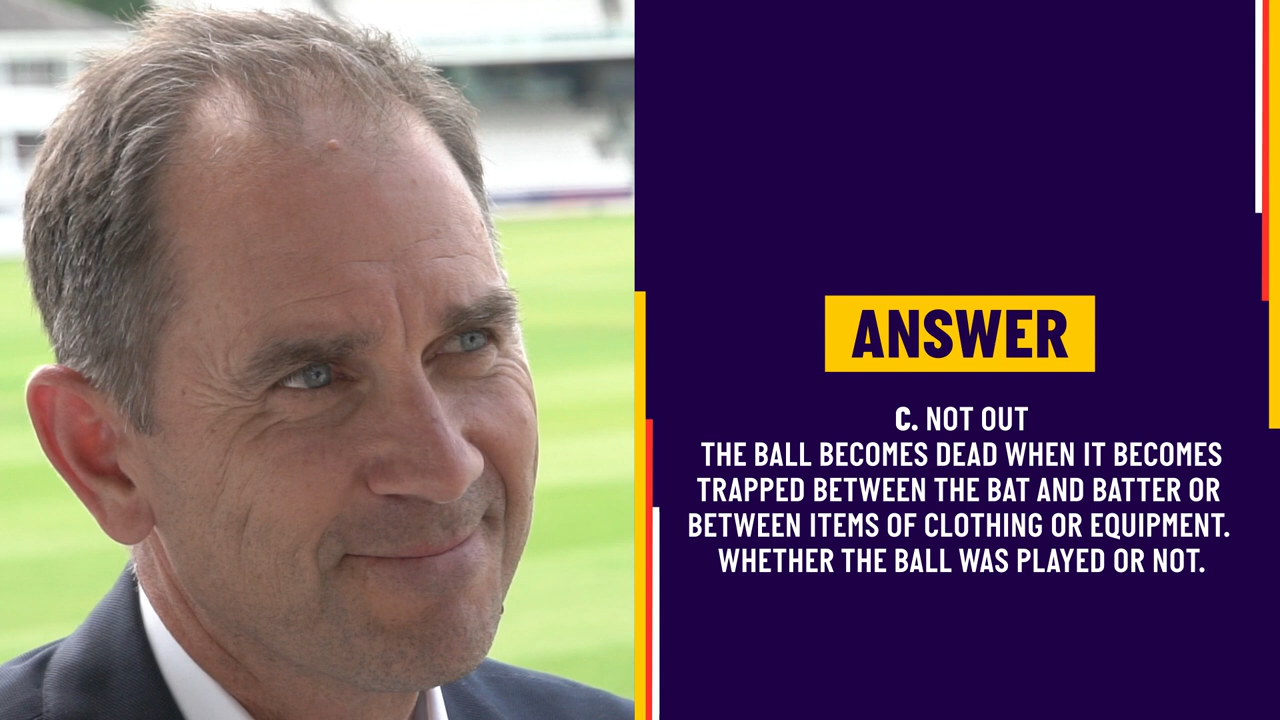 ANSWER
C. NOT OUT
THE BALL BECOMES DEAD WHEN IT BECOMES
TRAPPED BETWEEN THE BAT AND BATTER OR
BETWEEN ITEMS OF CLOTHING OR EQUIPMENT.
WHETHER THE BALL WAS PLAYED OR NOT.